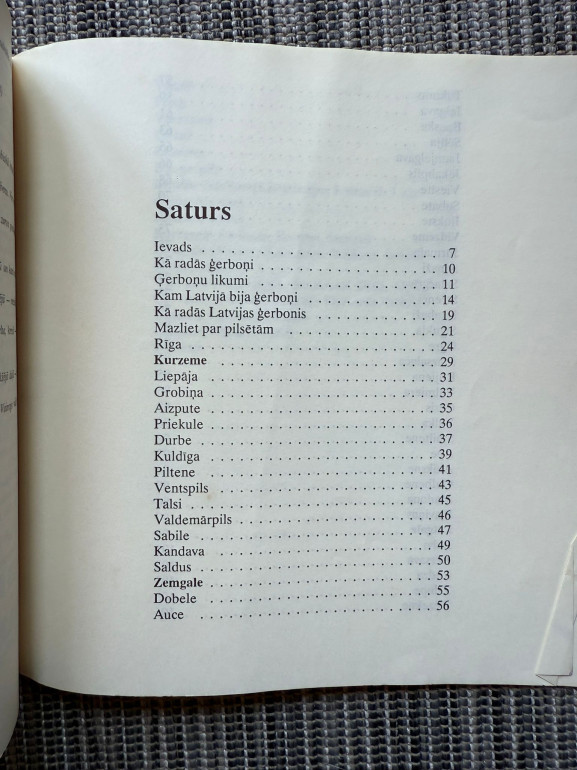 Saturs
Ievads . . . . . . . . . . . . . . . . . . . . 7
Kā radās ģerboņi . . . . . . . . . . . . . . 10
Ģerboņu likumi . . . . . . . . . . . . . . . 11
Kam Latvijā bija ģerboņi . . . . . . . . . . 14
Kā radās Latvijas ģerbonis . . . . . . . . . 19
Mazliet par pilsētām . . . . . . . . . . . . 21
Rīga . . . . . . . . . . . . . . . . . . . . 24
Kurzeme . . . . . . . . . . . . . . . . . . 29
Liepāja . . . . . . . . . . . . . . . . . . 31
Grobiņa . . . . . . . . . . . . . . . . . . 33
Aizpute . . . . . . . . . . . . . . . . . . 35
Priekule . . . . . . . . . . . . . . . . . . 36
Durbe . . . . . . . . . . . . . . . . . . . 37
Kuldīga . . . . . . . . . . . . . . . . . . 39
Piltene . . . . . . . . . . . . . . . . . . 41
Ventspils . . . . . . . . . . . . . . . . . 43
Talsi . . . . . . . . . . . . . . . . . . . 45
Valdemārpils . . . . . . . . . . . . . . . . 46
Sabile . . . . . . . . . . . . . . . . . . . 47
Kandava . . . . . . . . . . . . . . . . . . 49
Saldus . . . . . . . . . . . . . . . . . . . 50
Zemgale . . . . . . . . . . . . . . . . . . 53
Dobele . . . . . . . . . . . . . . . . . . . 55
Auce . . . . . . . . . . . . . . . . . . . . 56